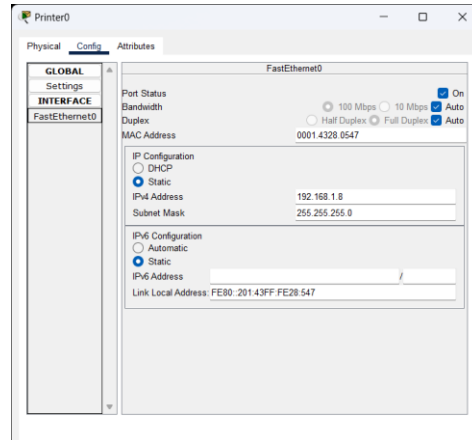 Printer0
Physical Config Attributes
GLOBAL
Settings
INTERFACE
FastEthernet0
FastEthernet0
Port Status On
Bandwidth 100 Mbps 10 Mbps Auto
Duplex Half Duplex Full Duplex Auto
MAC Address 0001.4328.0547
IP Configuration
DHCP
Static
IPv4 Address 192.168.1.8
Subnet Mask 255.255.255.0
IPv6 Configuration
Automatic
Static
IPv6 Address /
Link Local Address: FE80::201:43FF:FE28:547